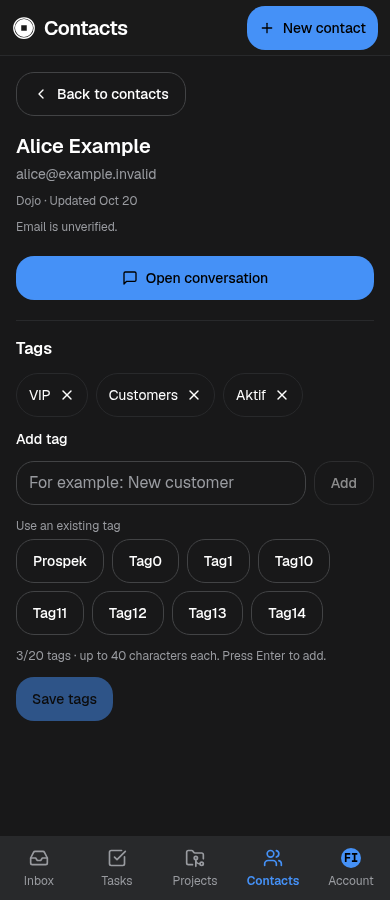 Contacts
New contact
Back to contacts
Alice Example
alice@example.invalid
Dojo · Updated Oct 20
Email is unverified.
Open conversation
Tags
VIP
Customers
Aktif
Add tag
For example: New customer
Add
Use an existing tag
Prospek
Tag0
Tag1
Tag10
Tag11
Tag12
Tag13
Tag14
3/20 tags · up to 40 characters each. Press Enter to add.
Save tags
FI
Inbox
Tasks
Projects
Contacts
Account